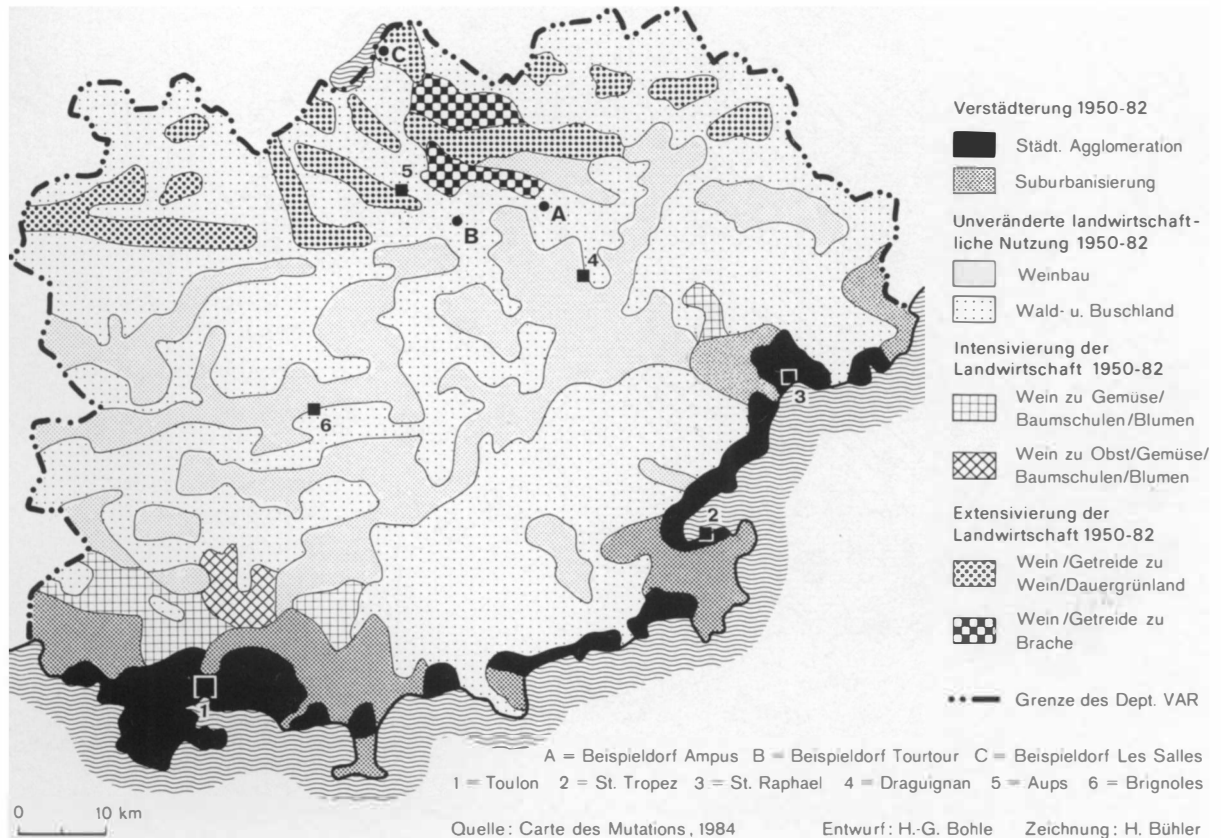 C
5
A
B
4
3
6
2
1
Verstädterung 1950-82
Städt. Agglomeration
Suburbanisierung
Unveränderte landwirtschaft-
liche Nutzung 1950-82
Weinbau
Wald- u. Buschland
Intensivierung der
Landwirtschaft 1950-82
Wein zu Gemüse/
Baumschulen/Blumen
Wein zu Obst/Gemüse/
Baumschulen/Blumen
Extensivierung der
Landwirtschaft 1950-82
Wein/Getreide zu
Wein/Dauergrünland
Wein/Getreide zu
Brache
Grenze des Dept. VAR
A = Beispieldorf Ampus B = Beispieldorf Tourtour C = Beispieldorf Les Salles
1 = Toulon 2 = St. Tropez 3 = St. Raphael 4 = Draguignan 5 = Aups 6 = Brignoles
0 10 km
Quelle: Carte des Mutations, 1984 Entwurf: H.-G. Bohle Zeichnung: H. Bühler